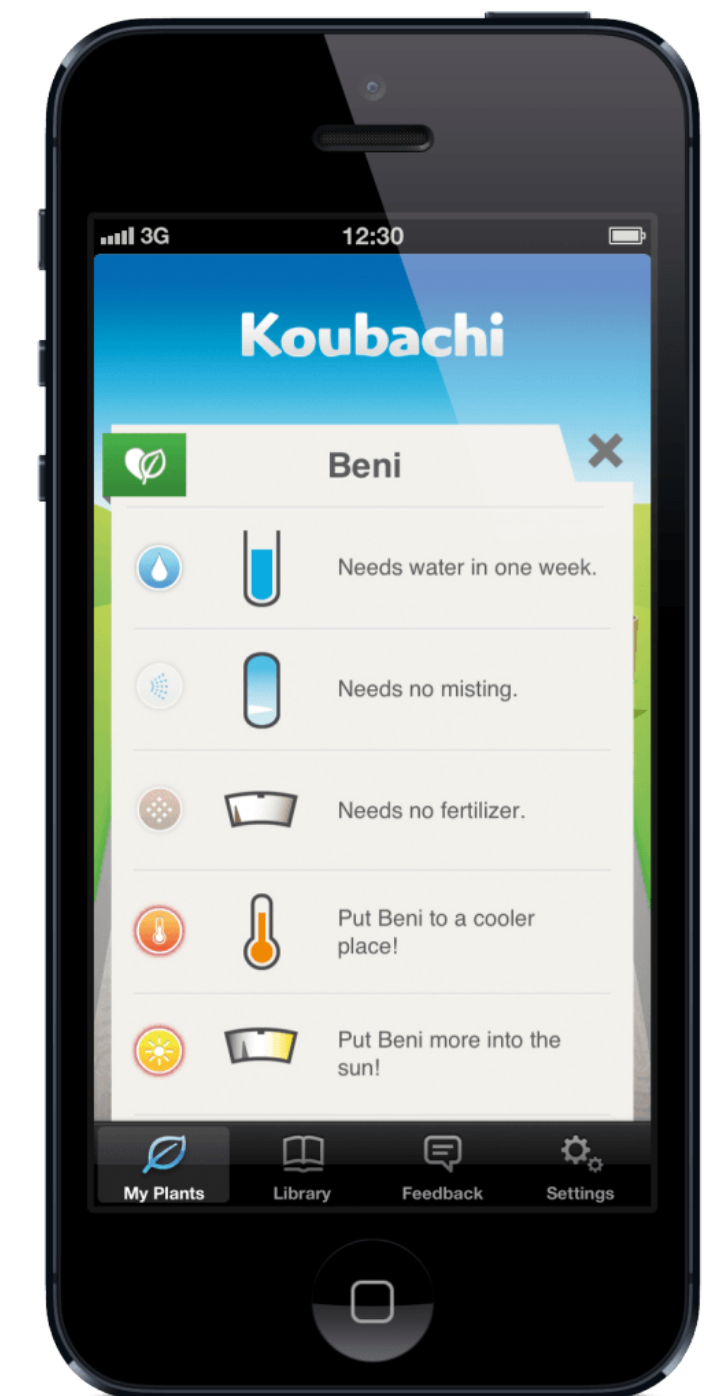 3G
12:30
Koubachi
Beni
Needs water in one week.
Needs no misting.
Needs no fertilizer.
Put Beni to a cooler
place!
Put Beni more into the
sun!
My Plants
Library
Feedback
Settings